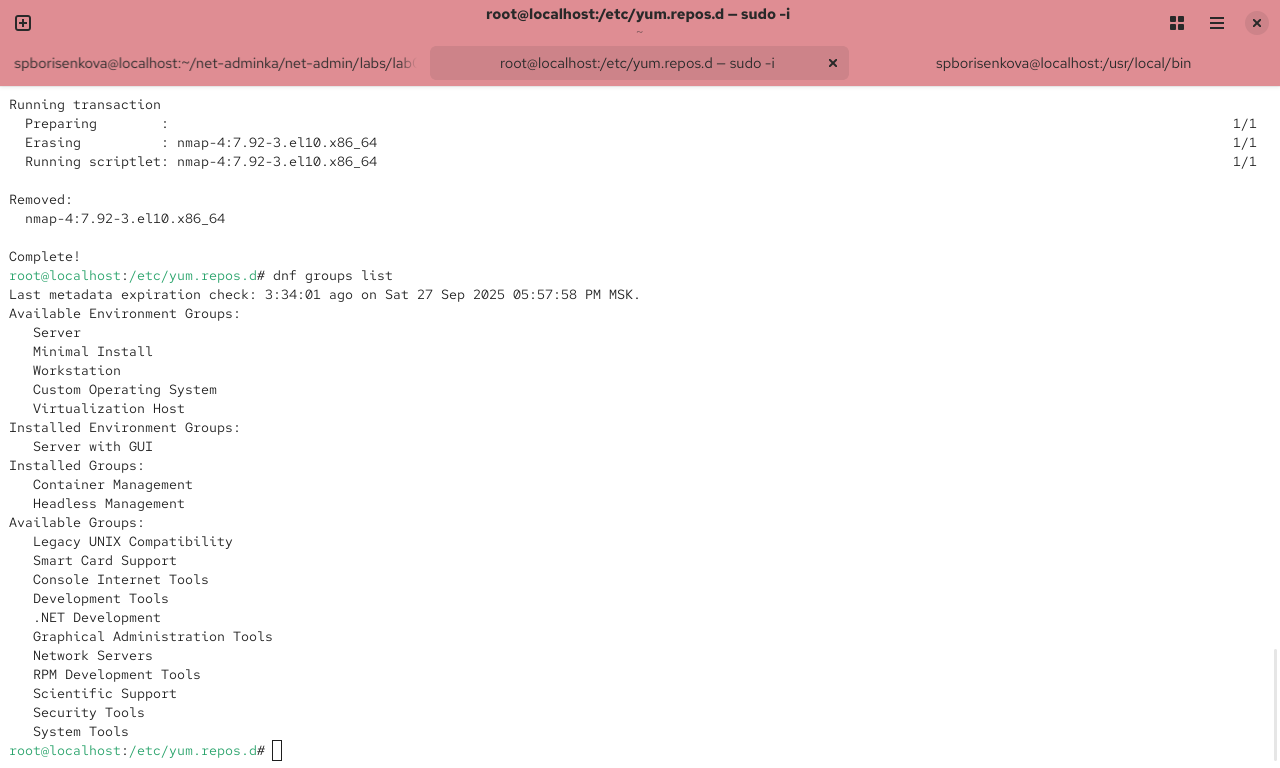 root@localhost:/etc/yum.repos.d — sudo -i
~
spborisenkova@localhost:~/net-adminka/net-admin/labs/lab
root@localhost:/etc/yum.repos.d — sudo -i
spborisenkova@localhost:/usr/local/bin
Running transaction
  Preparing        : 1/1
  Erasing          : nmap-4:7.92-3.el10.x86_64 1/1
  Running scriptlet: nmap-4:7.92-3.el10.x86_64 1/1
Removed:
  nmap-4:7.92-3.el10.x86_64
Complete!
root@localhost:/etc/yum.repos.d# dnf groups list
Last metadata expiration check: 3:34:01 ago on Sat 27 Sep 2025 05:57:58 PM MSK.
Available Environment Groups:
   Server
   Minimal Install
   Workstation
   Custom Operating System
   Virtualization Host
Installed Environment Groups:
   Server with GUI
Installed Groups:
   Container Management
   Headless Management
Available Groups:
   Legacy UNIX Compatibility
   Smart Card Support
   Console Internet Tools
   Development Tools
   .NET Development
   Graphical Administration Tools
   Network Servers
   RPM Development Tools
   Scientific Support
   Security Tools
   System Tools
root@localhost:/etc/yum.repos.d#